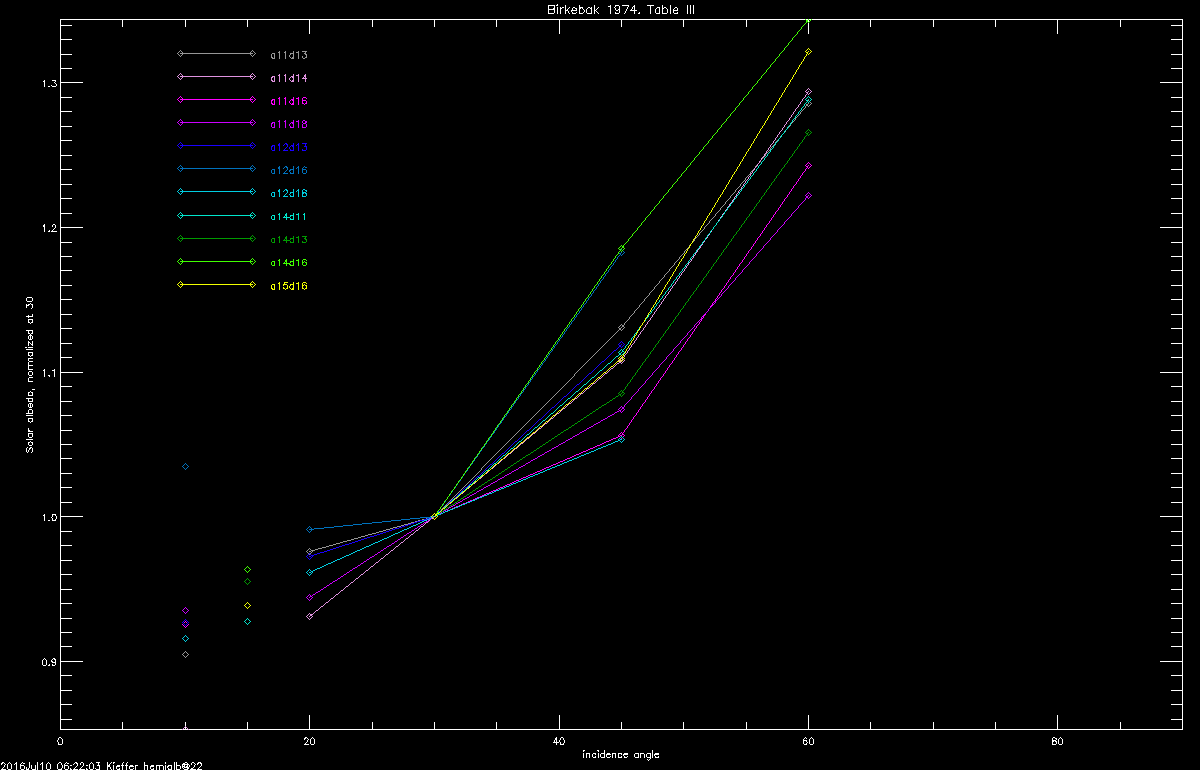 Birkebak 1974. Table III
a11d13
a11d14
a11d16
a11d18
a12d13
a12d16
a12d18
a14d11
a14d13
a14d16
a15d16
1.3
1.2
1.1
1.0
0.9
Solar albedo, normalized at 30
0 20 40 60 80
incidence angle
2016Jul10 06:22:03 Kieffer hemialb@22